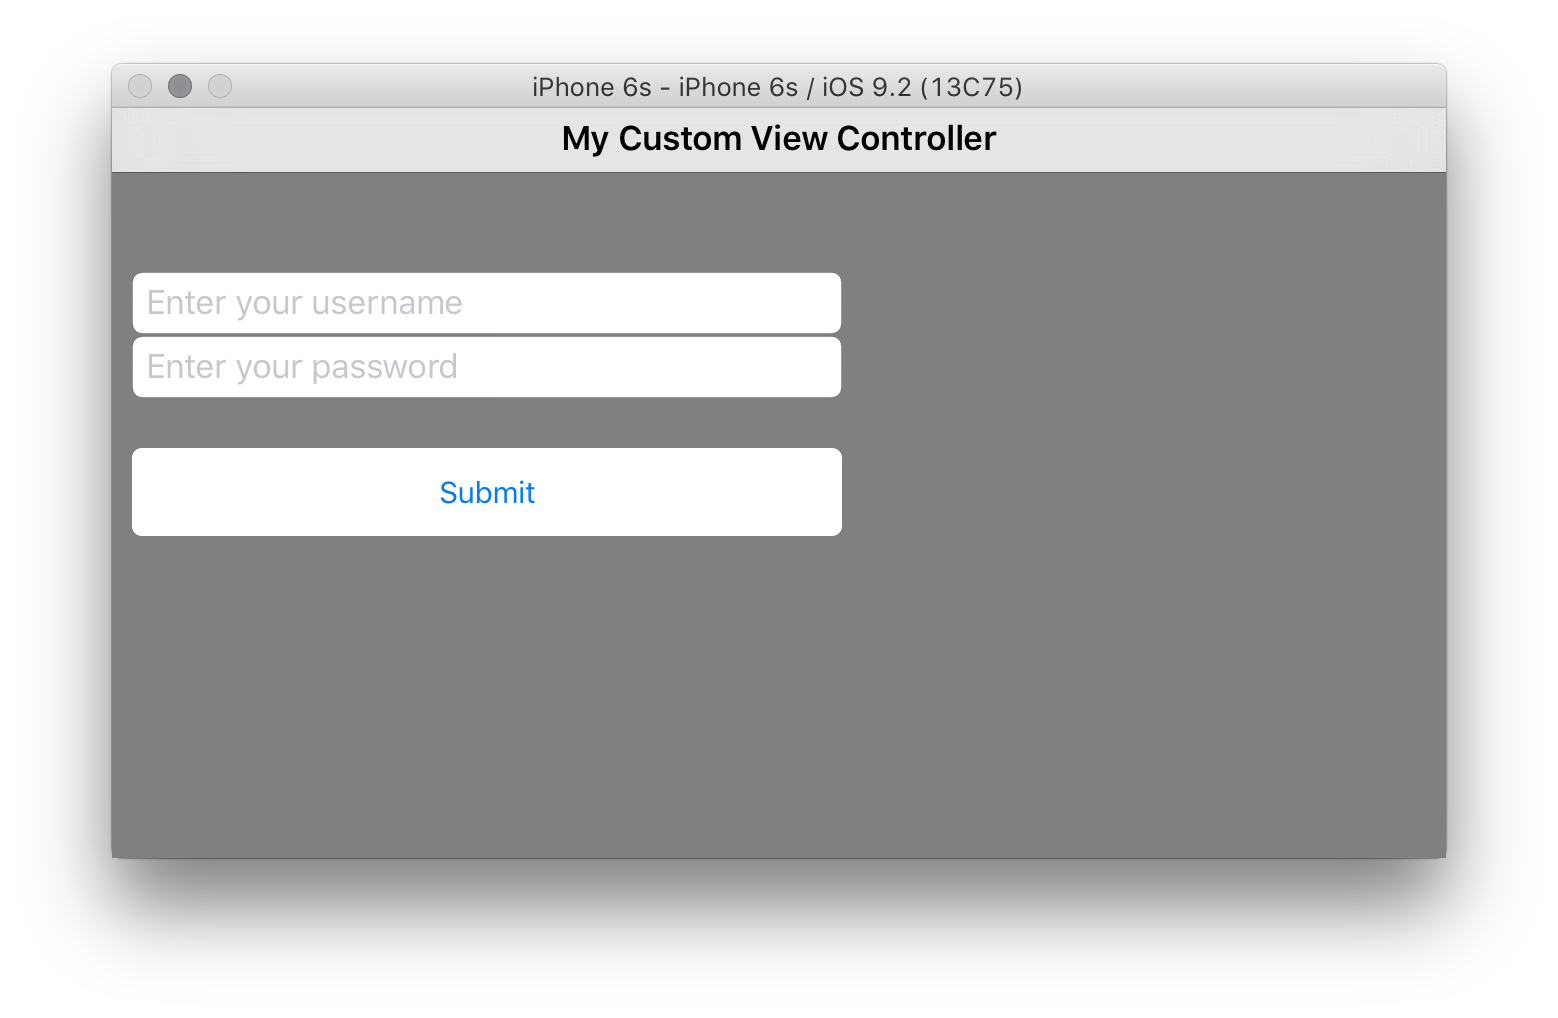 iPhone 6s - iPhone 6s / iOS 9.2 (13C75)
My Custom View Controller
Enter your username
Enter your password
Submit